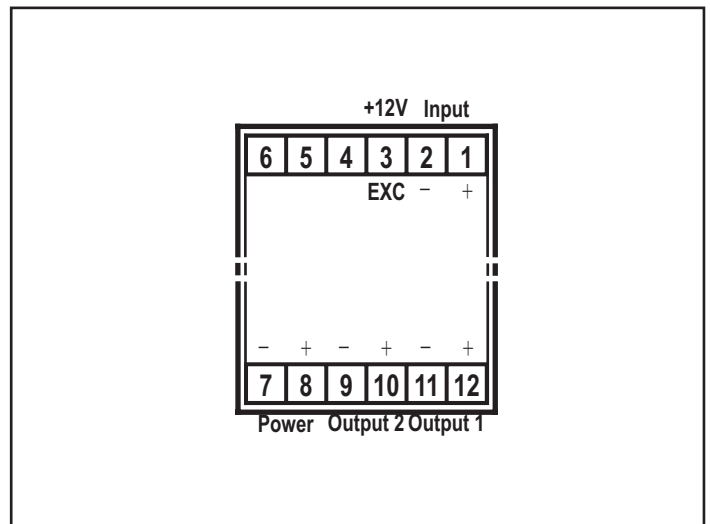 +12V Input
6 5 4 3 2 1
EXC − +
− + − + − +
7 8 9 10 11 12
Power Output 2 Output 1